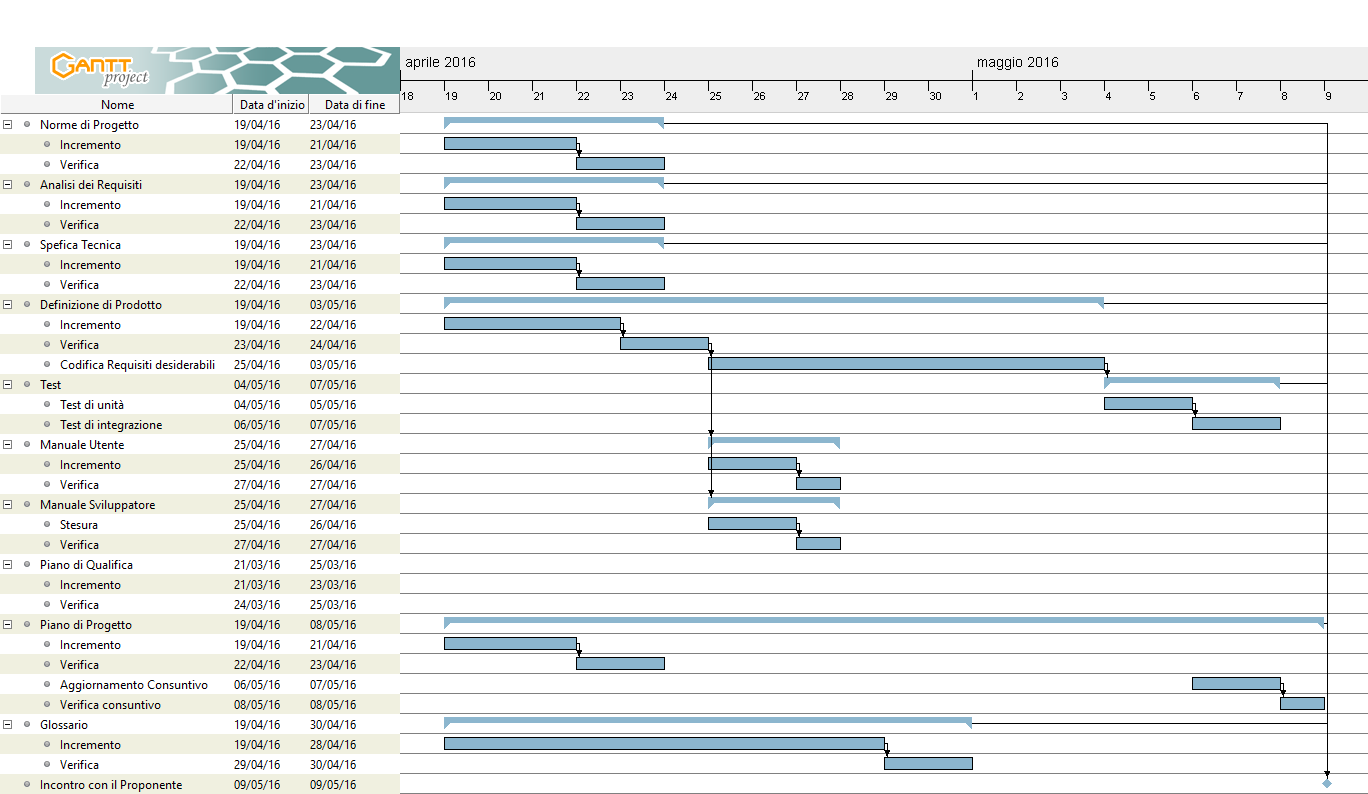 GANTT project
aprile 2016 maggio 2016
18 19 20 21 22 23 24 25 26 27 28 29 30 1 2 3 4 5 6 7 8 9
Nome Data d'inizio Data di fine
Norme di Progetto 19/04/16 23/04/16
Incremento 19/04/16 21/04/16
Verifica 22/04/16 23/04/16
Analisi dei Requisiti 19/04/16 23/04/16
Incremento 19/04/16 21/04/16
Verifica 22/04/16 23/04/16
Spefica Tecnica 19/04/16 23/04/16
Incremento 19/04/16 21/04/16
Verifica 22/04/16 23/04/16
Definizione di Prodotto 19/04/16 03/05/16
Incremento 19/04/16 22/04/16
Verifica 23/04/16 24/04/16
Codifica Requisiti desiderabili 25/04/16 03/05/16
Test 04/05/16 07/05/16
Test di unità 04/05/16 05/05/16
Test di integrazione 06/05/16 07/05/16
Manuale Utente 25/04/16 27/04/16
Incremento 25/04/16 26/04/16
Verifica 27/04/16 27/04/16
Manuale Sviluppatore 25/04/16 27/04/16
Stesura 25/04/16 26/04/16
Verifica 27/04/16 27/04/16
Piano di Qualifica 21/03/16 25/03/16
Incremento 21/03/16 23/03/16
Verifica 24/03/16 25/03/16
Piano di Progetto 19/04/16 08/05/16
Incremento 19/04/16 21/04/16
Verifica 22/04/16 23/04/16
Aggiornamento Consuntivo 06/05/16 07/05/16
Verifica consuntivo 08/05/16 08/05/16
Glossario 19/04/16 30/04/16
Incremento 19/04/16 28/04/16
Verifica 29/04/16 30/04/16
Incontro con il Proponente 09/05/16 09/05/16